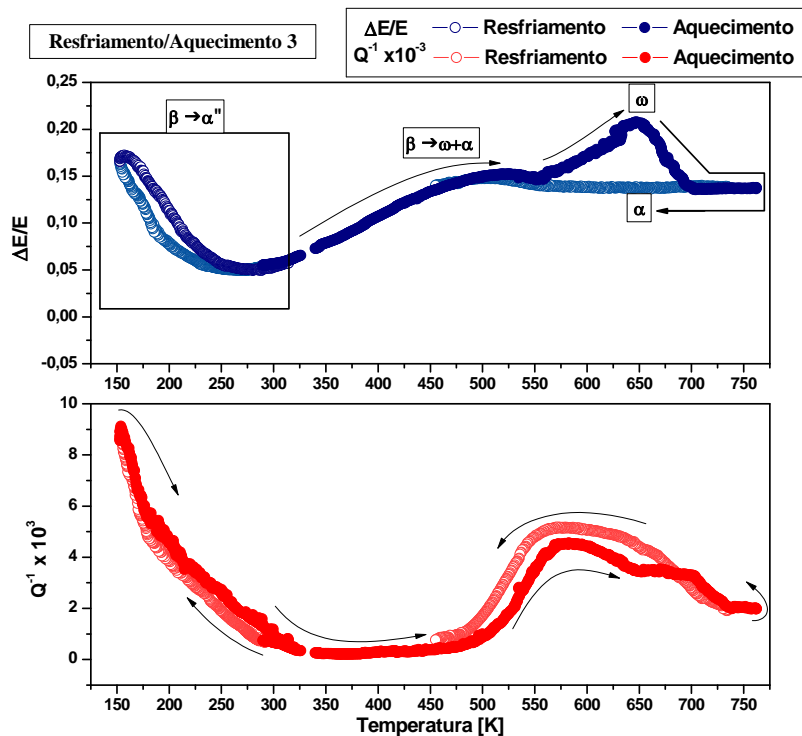 Resfriamento/Aquecimento 3
ΔE/E Resfriamento Aquecimento
Q⁻¹ x10⁻³ Resfriamento Aquecimento
β→α"
β→ω+α
ω
α
ΔE/E
0,25
0,20
0,15
0,10
0,05
0,00
-0,05
150 200 250 300 350 400 450 500 550 600 650 700 750
Q⁻¹ x 10³
10
8
6
4
2
0
150 200 250 300 350 400 450 500 550 600 650 700 750
Temperatura [K]